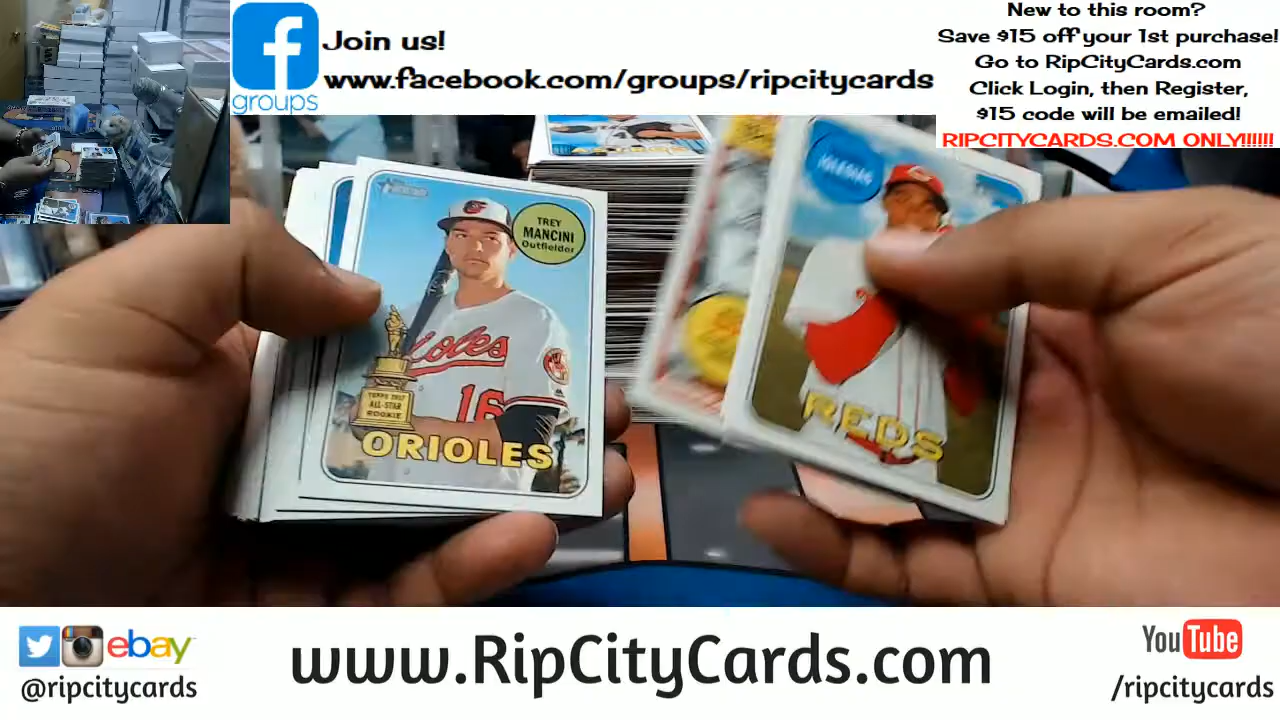 Join us!
www.facebook.com/groups/ripcitycards
groups
New to this room?
Save $15 off your 1st purchase!
Go to RipCityCards.com
Click Login, then Register,
$15 code will be emailed!
RIPCITYCARDS.COM ONLY!!!!!!
TREY
MANCINI
Outfielder
16
TOPPS 2017
ALL-STAR
ROOKIE
ORIOLES
REDS
ebay
@ripcitycards
www.RipCityCards.com
YouTube
/ripcitycards